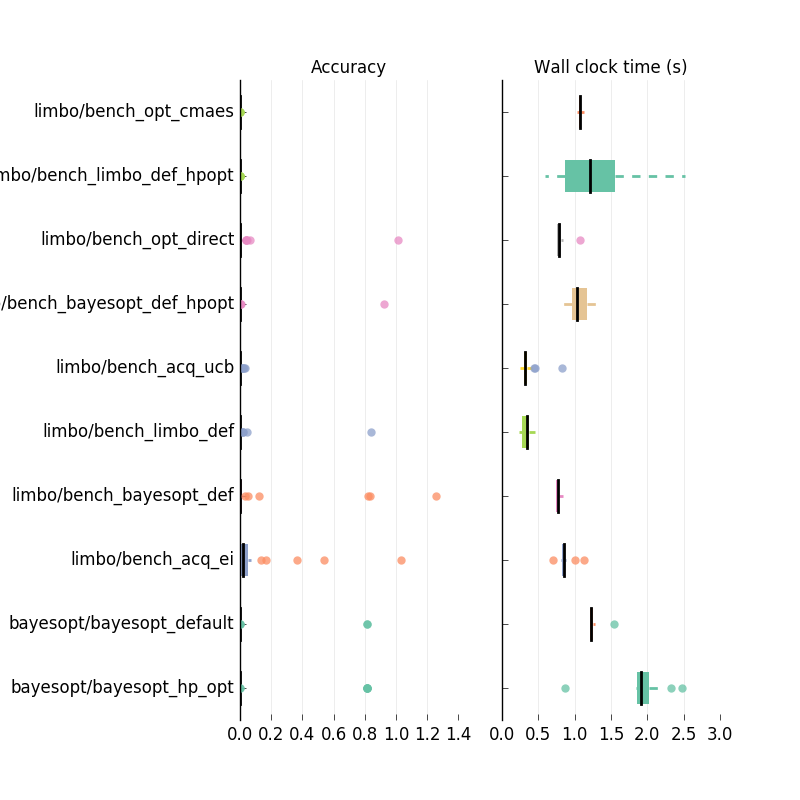 Accuracy Wall clock time (s)
limbo/bench_opt_cmaes
mbo/bench_limbo_def_hpopt
limbo/bench_opt_direct
/bench_bayesopt_def_hpopt
limbo/bench_acq_ucb
limbo/bench_limbo_def
limbo/bench_bayesopt_def
limbo/bench_acq_ei
bayesopt/bayesopt_default
bayesopt/bayesopt_hp_opt
0.0 0.2 0.4 0.6 0.8 1.0 1.2 1.4 0.0 0.5 1.0 1.5 2.0 2.5 3.0